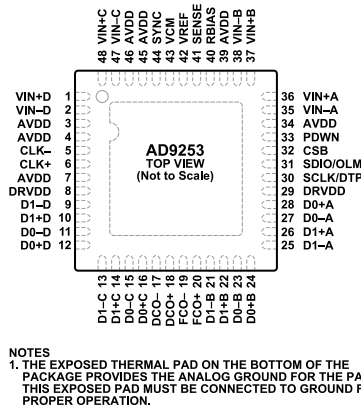 48 VIN+C
47 VIN–C
46 AVDD
45 AVDD
44 SYNC
43 VCM
42 VREF
41 SENSE
40 RBIAS
39 AVDD
38 VIN–B
37 VIN+B
VIN+D 1
VIN–D 2
AVDD 3
AVDD 4
CLK– 5
CLK+ 6
AVDD 7
DRVDD 8
D1–D 9
D1+D 10
D0–D 11
D0+D 12
AD9253
TOP VIEW
(Not to Scale)
36 VIN+A
35 VIN–A
34 AVDD
33 PDWN
32 CSB
31 SDIO/OLM
30 SCLK/DTP
29 DRVDD
28 D0+A
27 D0–A
26 D1+A
25 D1–A
D1–C 13
D1+C 14
D0–C 15
D0+C 16
DCO– 17
DCO+ 18
FCO– 19
FCO+ 20
D1–B 21
D1+B 22
D0–B 23
D0+B 24
NOTES
1. THE EXPOSED THERMAL PAD ON THE BOTTOM OF THE
PACKAGE PROVIDES THE ANALOG GROUND FOR THE PA
THIS EXPOSED PAD MUST BE CONNECTED TO GROUND F
PROPER OPERATION.